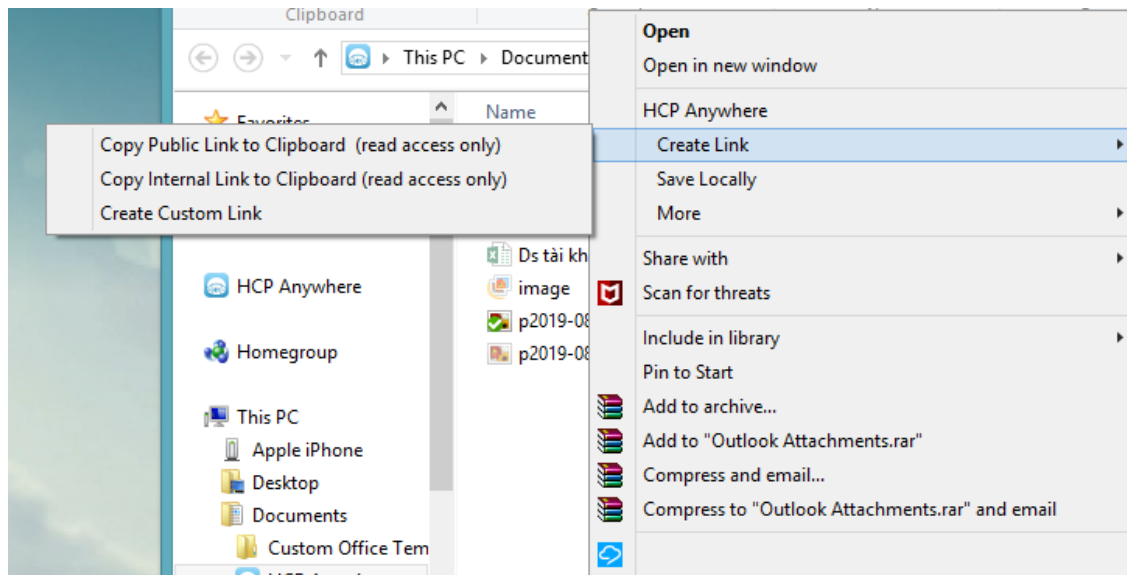 Clipboard
This PC
Document
Name
Favorites
Copy Public Link to Clipboard (read access only)
Copy Internal Link to Clipboard (read access only)
Create Custom Link
Ds tài kh
HCP Anywhere
image
p2019-08
Homegroup
p2019-08
This PC
Apple iPhone
Desktop
Documents
Custom Office Tem
Open
Open in new window
HCP Anywhere
Create Link
Save Locally
More
Share with
Scan for threats
Include in library
Pin to Start
Add to archive...
Add to "Outlook Attachments.rar"
Compress and email...
Compress to "Outlook Attachments.rar" and email